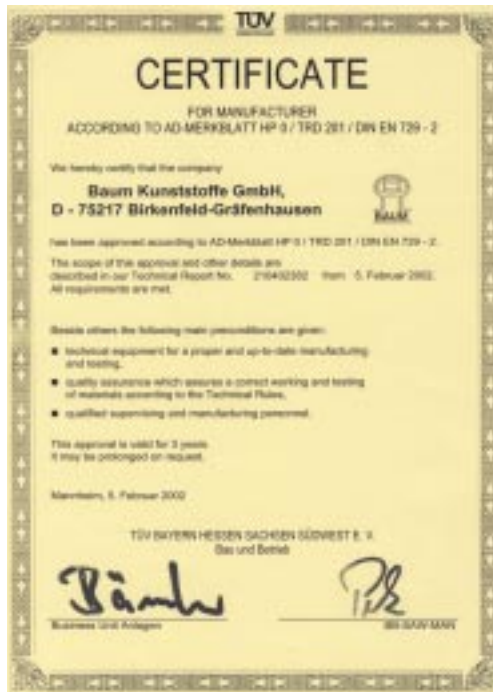 TÜV
CERTIFICATE
FOR MANUFACTURER
ACCORDING TO AD-MERKBLATT HP 0 / TRD 201 / DIN EN 729 - 2
We hereby certify that the company
Baum Kunststoffe GmbH,
D - 75217 Birkenfeld-Gräfenhausen
BAUM
has been approved according to AD-Merkblatt HP 0 / TRD 201 / DIN EN 729 - 2.
The scope of this approval and other details are
described in our Technical Report No. from 5. Februar 2002.
All requirements are met.
Beside others the following main preconditions are given:
technical equipment for a proper and up-to-date manufacturing
and testing,
quality assurance which assures a correct working and testing
of materials according to the Technical Rules,
qualified supervising and manufacturing personnel.
This approval is valid for 3 years
It may be prolonged on request.
Mannheim, 5. Februar 2002
TÜV BAYERN HESSEN SACHSEN SÜDWEST E. V.
Bau und Betrieb
Business Unit Anlagen